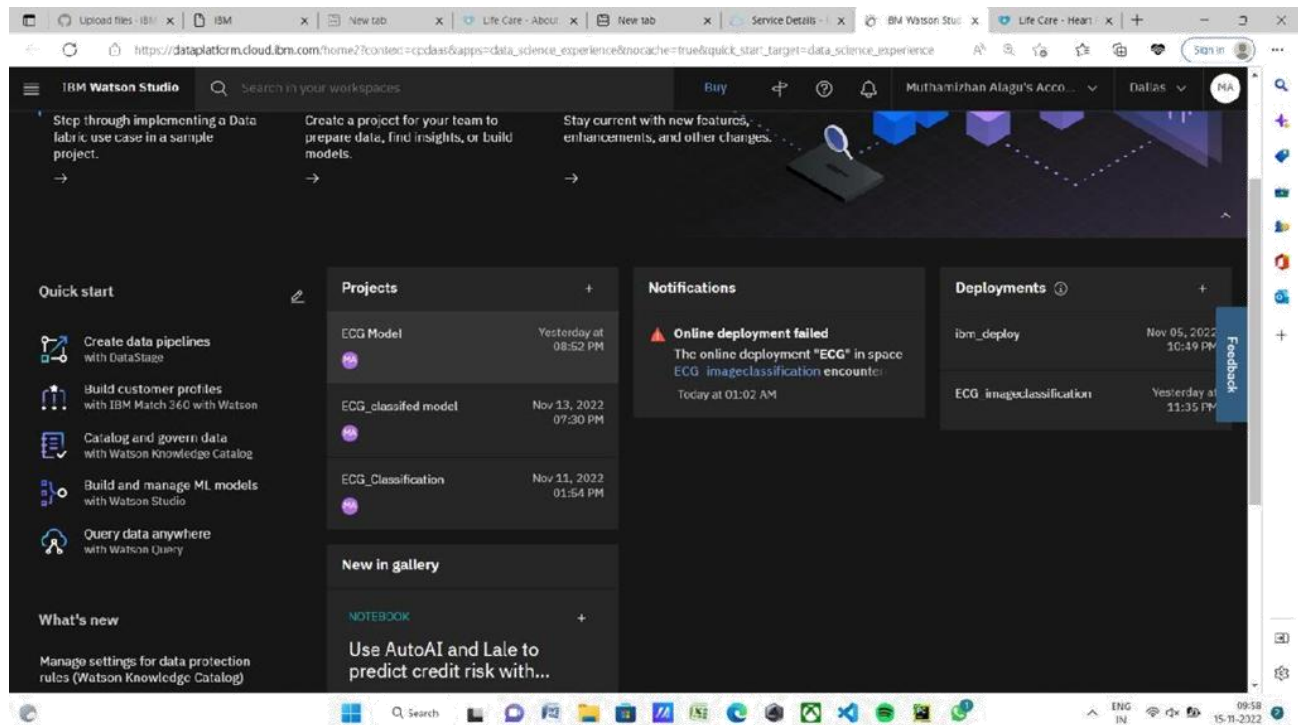 Upload files · IBM
IBM
New tab
Life Care - About
New tab
Service Details -
IBM Watson Stud
Life Care - Heart
https://dataplatform.cloud.ibm.com/home2?context=cpdaas&apps=data_science_experience&nocache=true&quick_start_target=data_science_experience
Sign in
IBM Watson Studio
Search in your workspaces
Buy
Muthamizhan Alagu's Acco...
Dallas
MA
Step through implementing a Data
fabric use case in a sample
project.
Create a project for your team to
prepare data, find insights, or build
models.
Stay current with new features,
enhancements, and other changes.
Quick start
Create data pipelines
with DataStage
Build customer profiles
with IBM Match 360 with Watson
Catalog and govern data
with Watson Knowledge Catalog
Build and manage ML models
with Watson Studio
Query data anywhere
with Watson Query
What's new
Manage settings for data protection
rules (Watson Knowledge Catalog)
Projects
ECG Model
Yesterday at
08:52 PM
MA
ECG_classifed model
Nov 13, 2022
07:30 PM
MA
ECG_Classification
Nov 11, 2022
01:54 PM
MA
New in gallery
NOTEBOOK
Use AutoAI and Lale to
predict credit risk with...
Notifications
Online deployment failed
The online deployment "ECG" in space
ECG_imageclassification encounter
Today at 01:02 AM
Deployments
ibm_deploy
Nov 05, 2022
10:49 PM
ECG_imageclassification
Yesterday at
11:35 PM
Feedback
Search
ENG
IN
09:58
15-11-2022